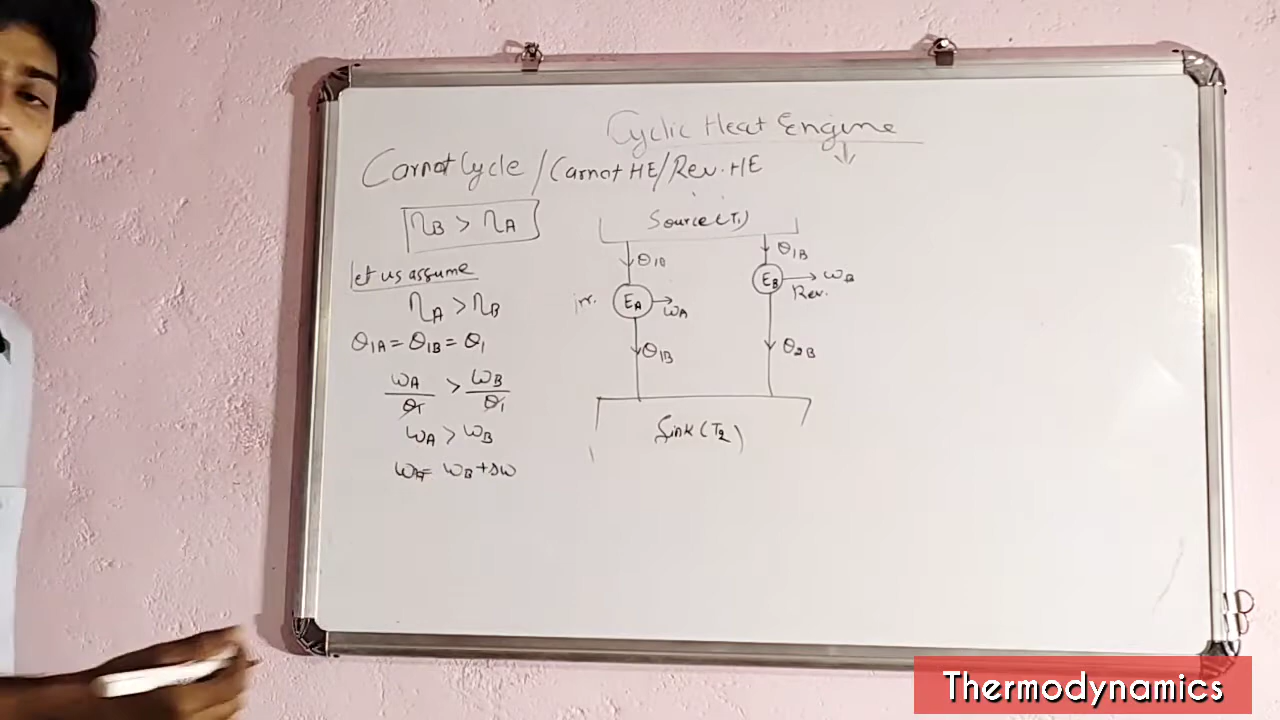 Cyclic Heat Engine
Carnot Cycle / Carnot HE / Rev. HE
ηB > ηA
Let us assume
ηA > ηB
Q1A = Q1B = Q1
WA/Q1 > WB/Q1
WA > WB
WA = WB + ΔW
Source (T1)
Q1A
Q1B
irr.
EA
WA
EB
WB
Rev.
Q1B
Q2B
Sink (T2)
Thermodynamics